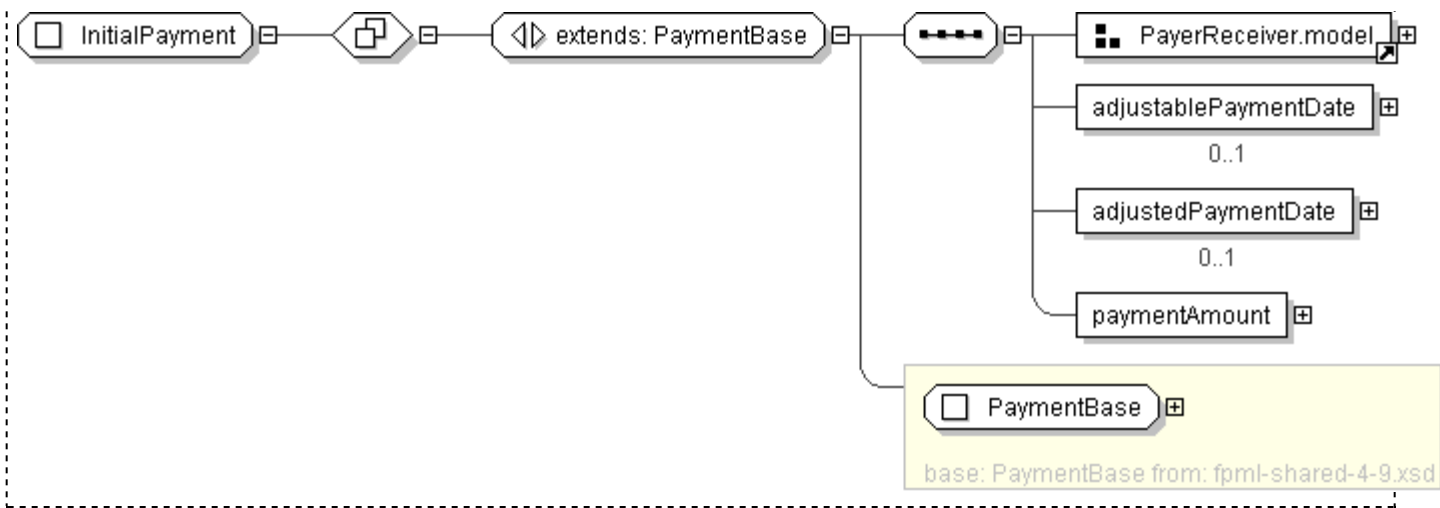 InitialPayment
extends: PaymentBase
PayerReceiver.model
adjustablePaymentDate
0..1
adjustedPaymentDate
0..1
paymentAmount
PaymentBase
base: PaymentBase from: fpml-shared-4-9.xsd